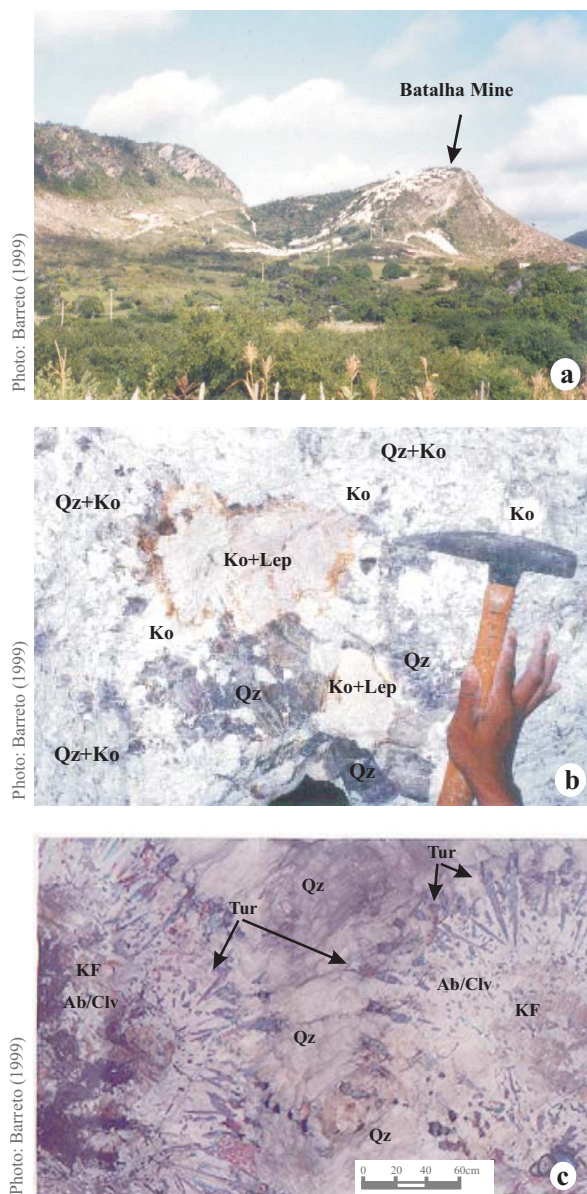 Batalha Mine
Photo: Barreto (1999)
a
Qz+Ko
Qz+Ko
Ko
Ko
Ko+Lep
Ko
Qz
Qz
Ko+Lep
Qz+Ko
Qz
Photo: Barreto (1999)
b
Tur
Qz
Tur
KF
Ab/Clv
Ab/Clv
KF
Qz
Qz
0 20 40 60cm
Photo: Barreto (1999)
c